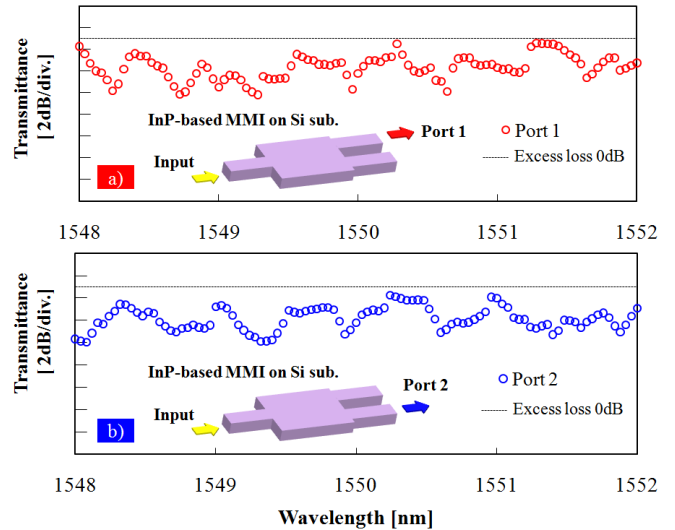 Transmittance
[ 2dB/div. ]
InP-based MMI on Si sub.
Port 1
Input
Port 1
Excess loss 0dB
a)
1548
1549
1550
1551
1552
Transmittance
[ 2dB/div. ]
InP-based MMI on Si sub.
Port 2
Input
Port 2
Excess loss 0dB
b)
1548
1549
1550
1551
1552
Wavelength [nm]